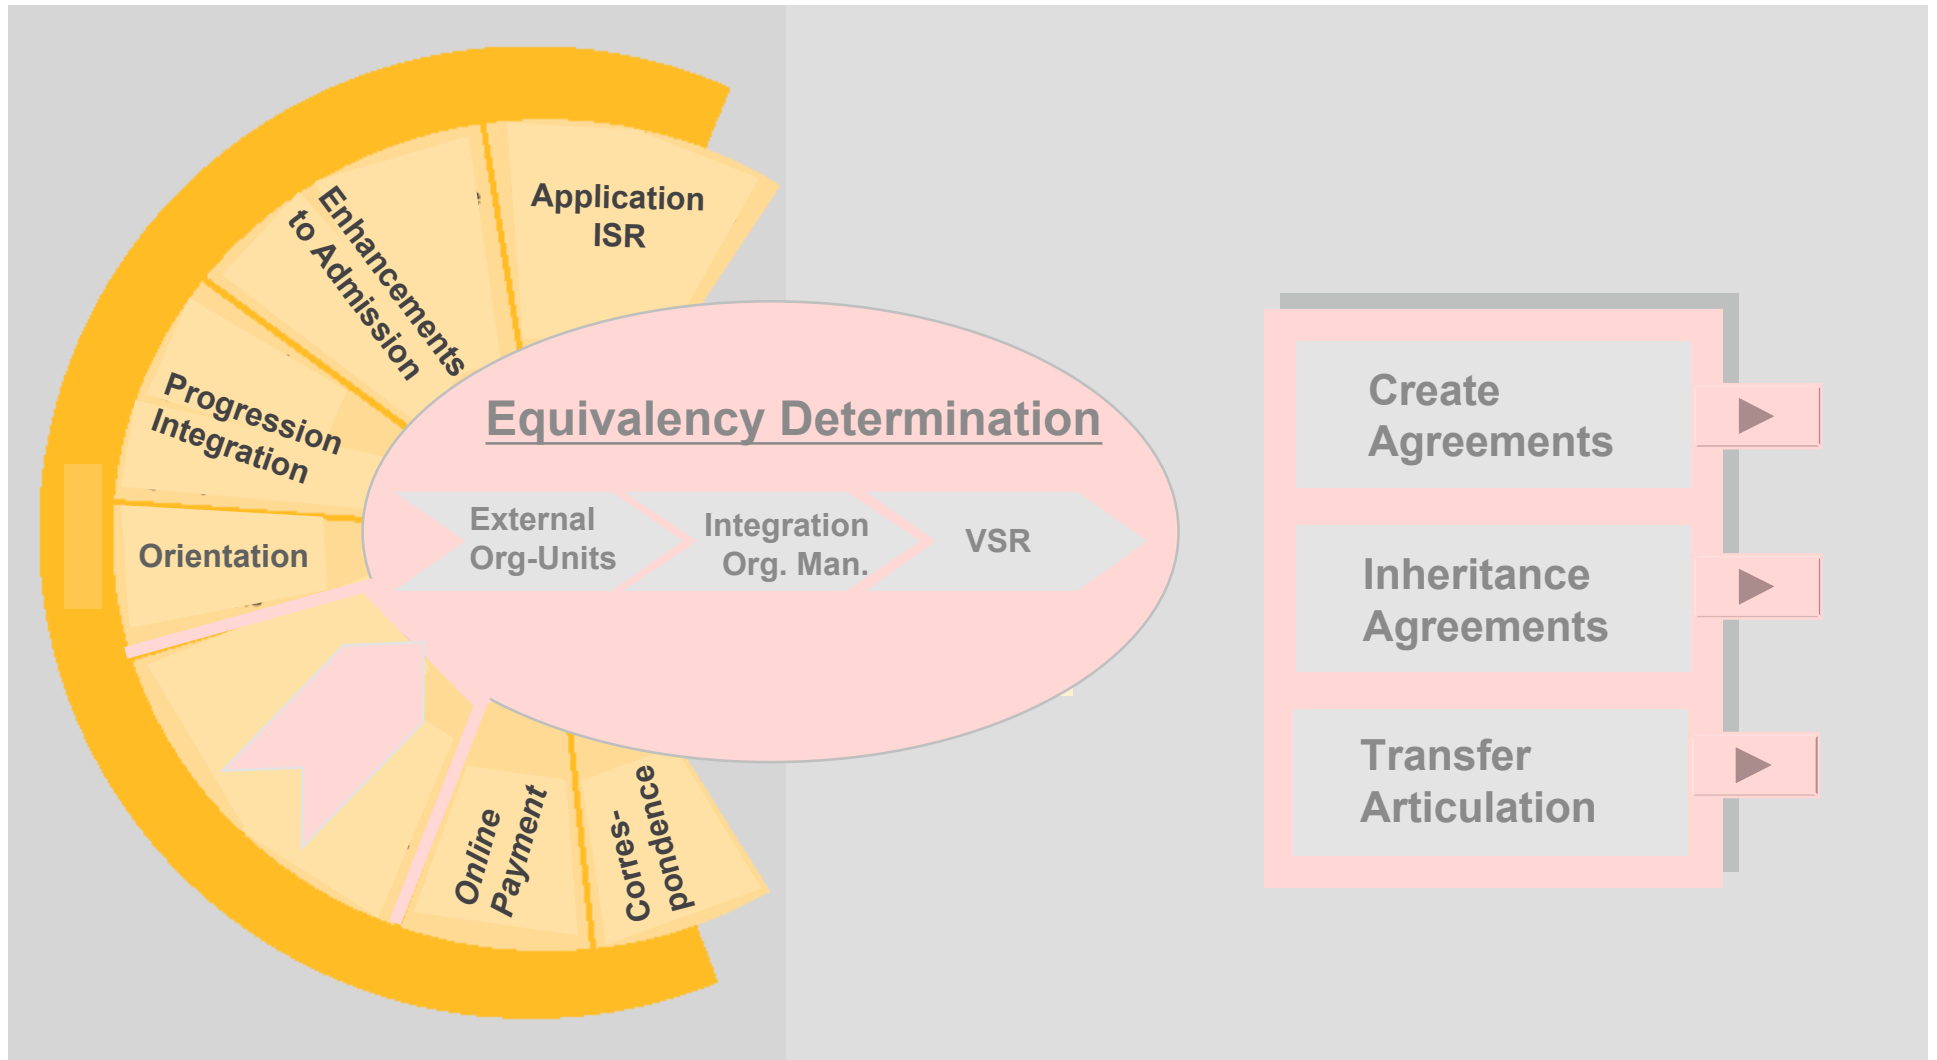 Application
ISR
Enhancements
to Admission
Progression
Integration
Orientation
Online
Payment
Corres-
pondence
Equivalency Determination
External
Org-Units
Integration
Org. Man.
VSR
Create
Agreements
Inheritance
Agreements
Transfer
Articulation